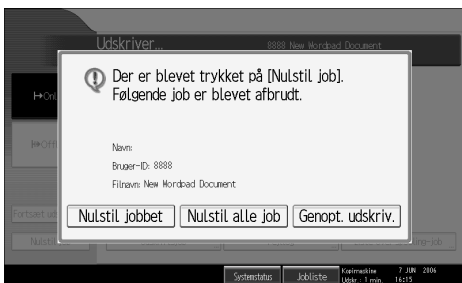 Udskriver...
8888 New Wordpad Document
Der er blevet trykket på [Nulstil job].
Følgende job er blevet afbrudt.
Navn:
Bruger-ID: 8888
Filnavn: New Wordpad Document
Nulstil jobbet
Nulstil alle job
Genopt. udskriv.
Systemstatus
Jobliste
Kopimaskine
7 JUN 2006
Udskr.: 1 min.
16:15